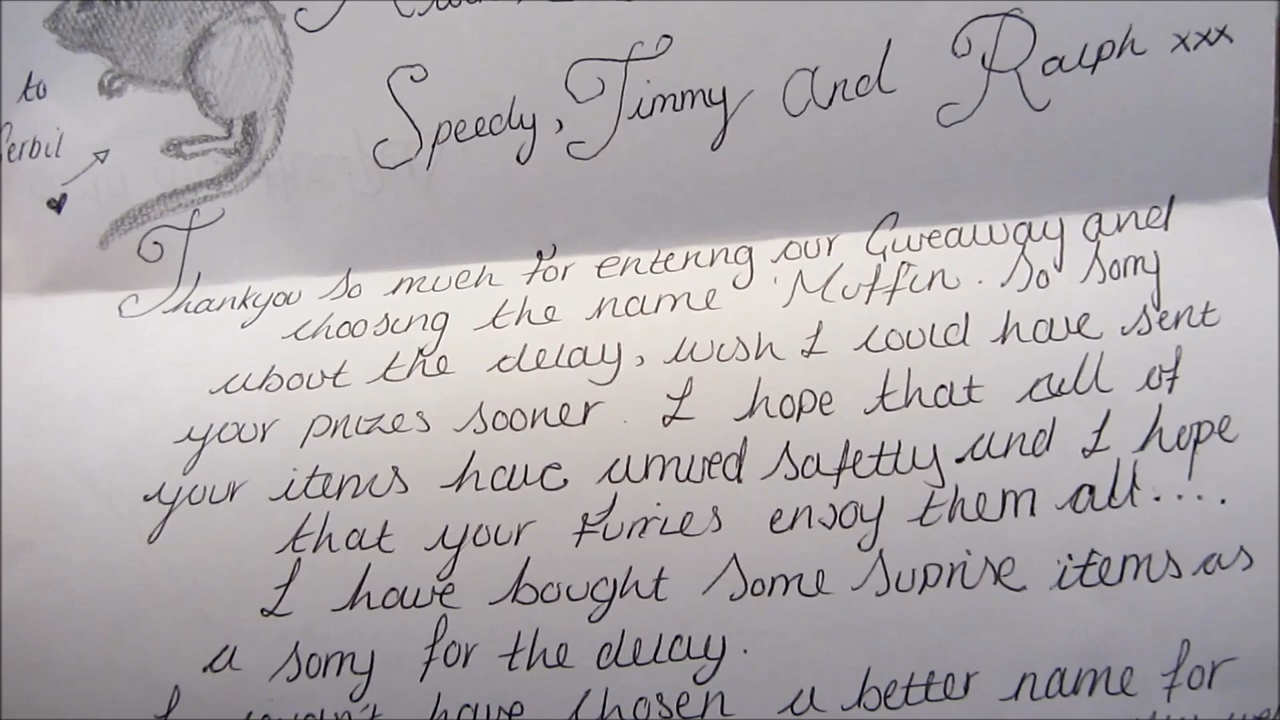 to
Speedy, Timmy and Ralph xxx
Thankyou so much for entering our Giveaway and
choosing the name 'Muffin. So sorry
about the delay, wish I could have sent
your prizes sooner. I hope that all of
your items have arrived safetly and I hope
that your furries enjoy them all....
I have bought some suprise items as
a sorry for the delay.
have chosen a better name for